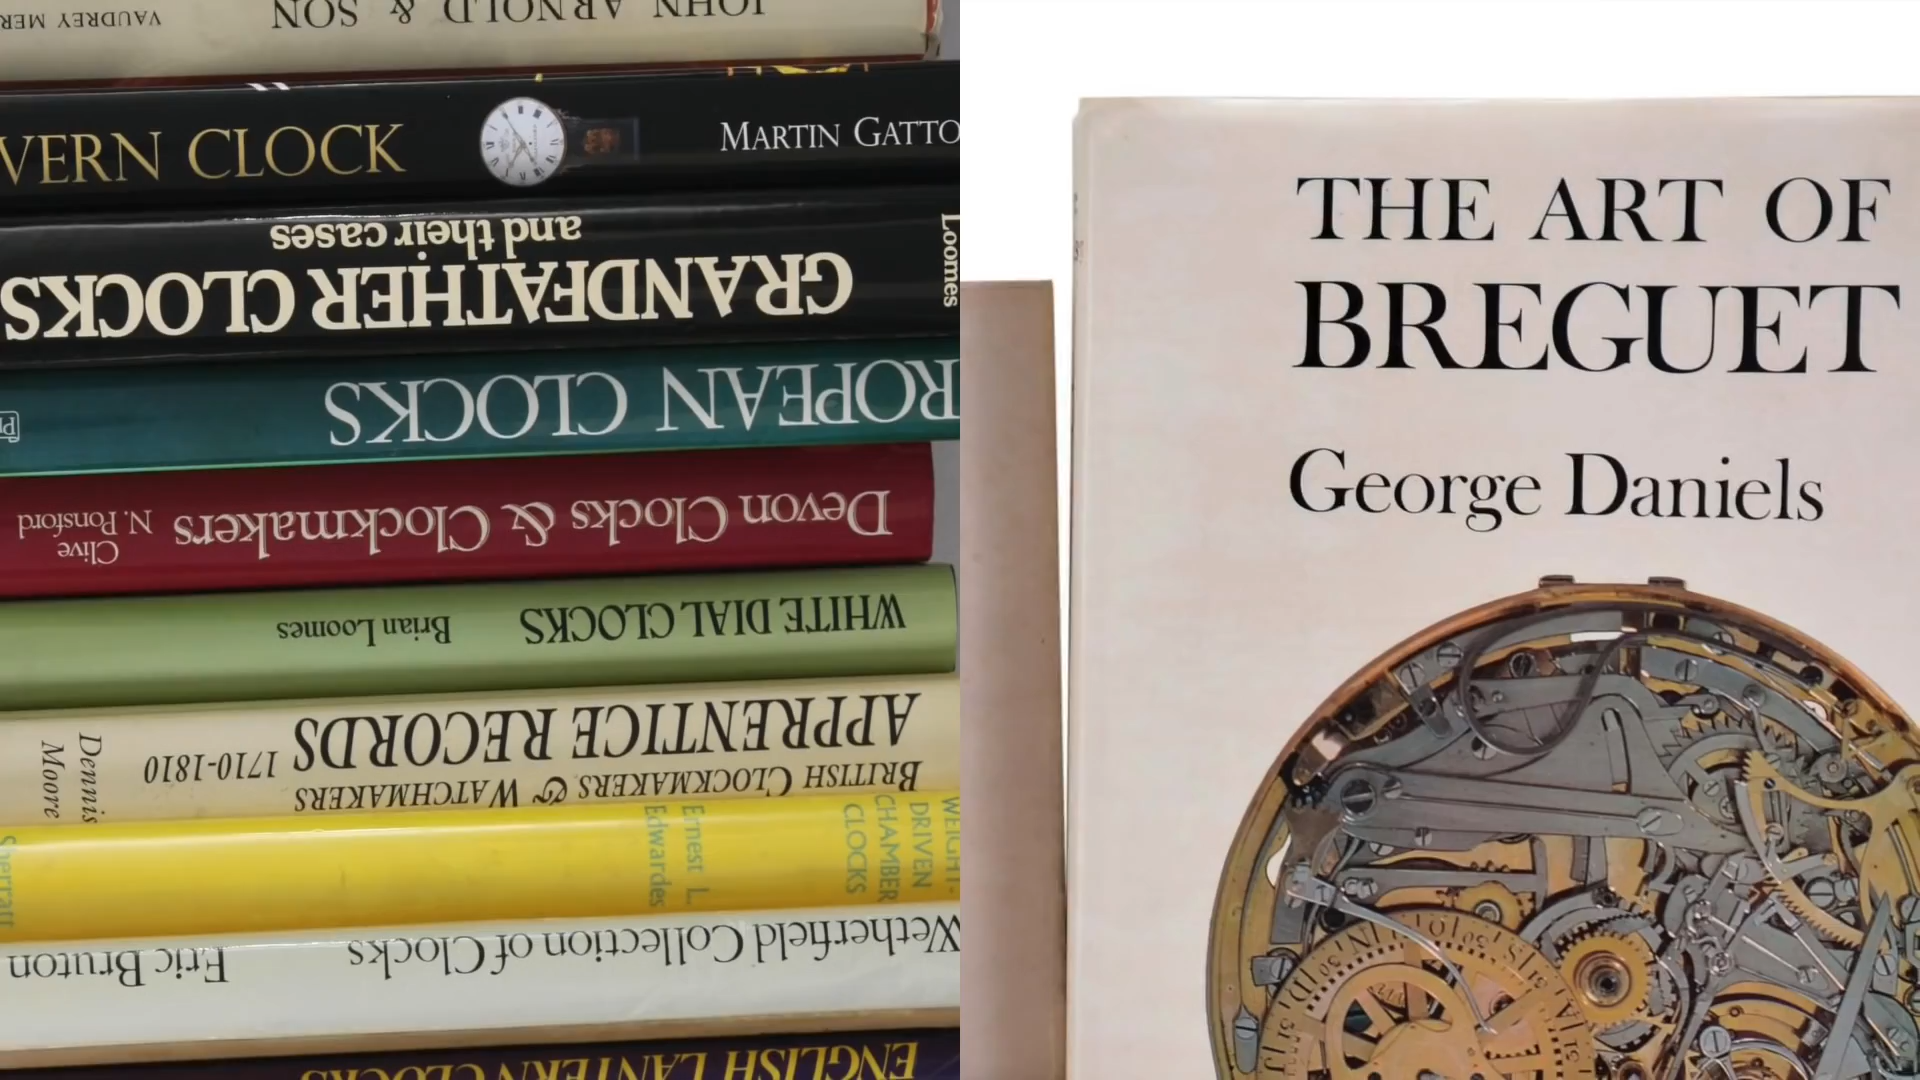 JOHN ARNOLD & SON
VAUDREY MER
VERN CLOCK
MARTIN GATTO
GRANDFATHER CLOCKS
and their cases
Loomes
ROPEAN CLOCKS
Devon Clocks & Clockmakers
Clive
N. Ponsford
WHITE DIAL CLOCKS
Brian Loomes
BRITISH CLOCKMAKERS & WATCHMAKERS
APPRENTICE RECORDS
1710-1810
Dennis
Moore
WEIGHT-
DRIVEN
CHAMBER
CLOCKS
Ernest L.
Edwardes
Sherratt
Wetherfield Collection of Clocks
Eric Bruton
ENGLISH LANTERN CLOCKS
THE ART OF
BREGUET
George Daniels